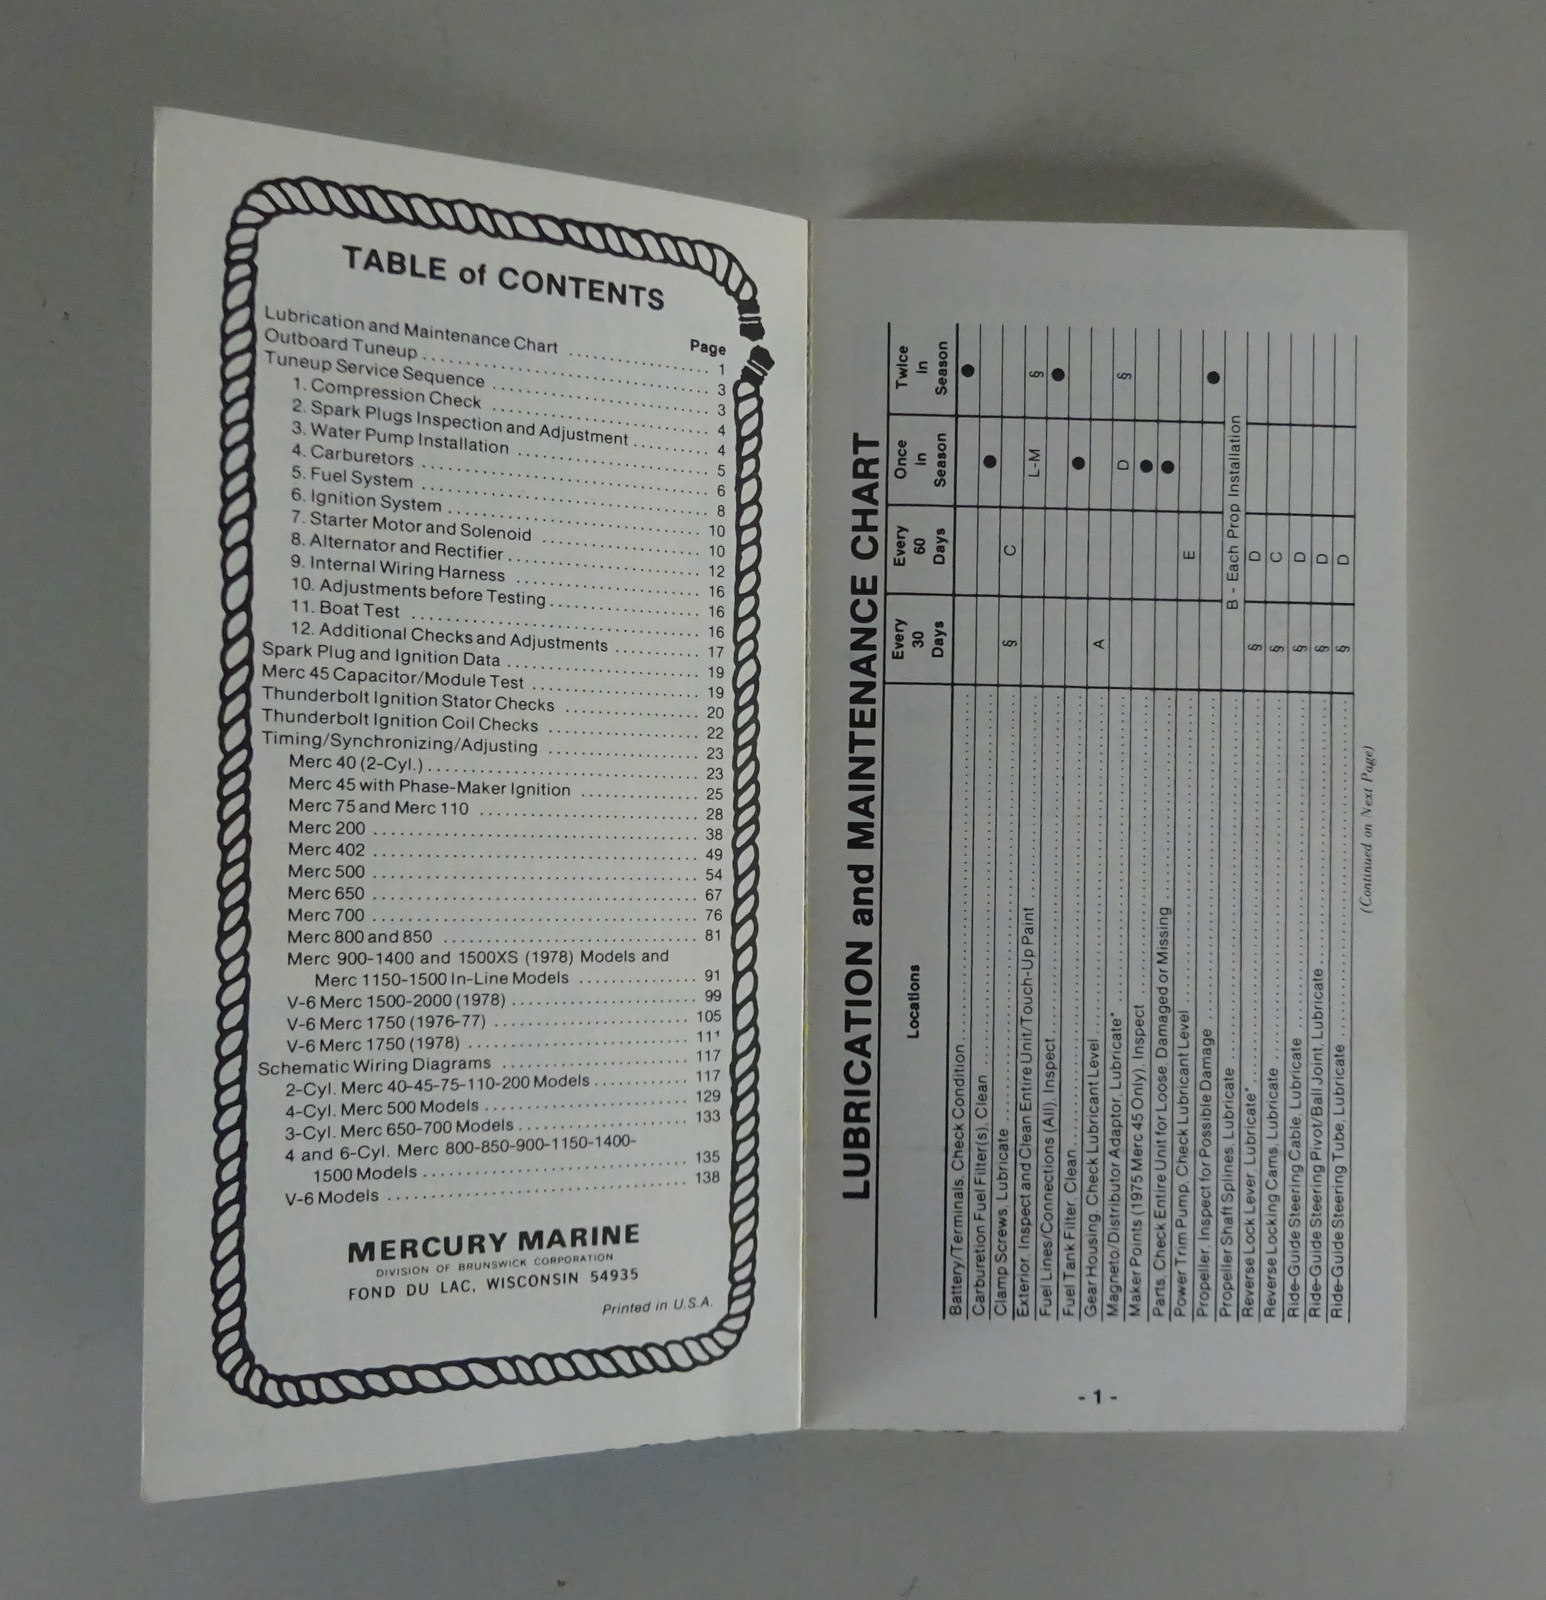 TABLE of CONTENTS
Page
Lubrication and Maintenance Chart .................. 1
Outboard Tuneup .................. 3
Tuneup Service Sequence .................. 3
1. Compression Check .................. 4
2. Spark Plugs Inspection and Adjustment .................. 4
3. Water Pump Installation .................. 5
4. Carburetors .................. 6
5. Fuel System .................. 8
6. Ignition System .................. 10
7. Starter Motor and Solenoid .................. 10
8. Alternator and Rectifier .................. 12
9. Internal Wiring Harness .................. 16
10. Adjustments before Testing .................. 16
11. Boat Test .................. 16
12. Additional Checks and Adjustments .................. 17
Spark Plug and Ignition Data .................. 19
Merc 45 Capacitor/Module Test .................. 19
Thunderbolt Ignition Stator Checks .................. 20
Thunderbolt Ignition Coil Checks .................. 22
Timing/Synchronizing/Adjusting .................. 23
Merc 40 (2-Cyl.) .................. 23
Merc 45 with Phase-Maker Ignition .................. 25
Merc 75 and Merc 110 .................. 28
Merc 200 .................. 38
Merc 402 .................. 49
Merc 500 .................. 54
Merc 650 .................. 67
Merc 700 .................. 76
Merc 800 and 850 .................. 81
Merc 900-1400 and 1500XS (1978) Models and
Merc 1150-1500 In-Line Models .................. 91
V-6 Merc 1500-2000 (1978) .................. 99
V-6 Merc 1750 (1976-77) .................. 105
V-6 Merc 1750 (1978) .................. 111
Schematic Wiring Diagrams .................. 117
2-Cyl. Merc 40-45-75-110-200 Models .................. 117
4-Cyl. Merc 500 Models .................. 129
3-Cyl. Merc 650-700 Models .................. 133
4 and 6-Cyl. Merc 800-850-900-1150-1400-
1500 Models .................. 135
V-6 Models .................. 138
MERCURY MARINE
DIVISION OF BRUNSWICK CORPORATION
FOND DU LAC, WISCONSIN 54935
Printed in U.S.A.
LUBRICATION and MAINTENANCE CHART
Locations Every 30 Days Every 60 Days Once in Season Twice in Season
Battery/Terminals, Check Condition .................. ●
Carburetion Fuel Filter(s), Clean .................. ●
Clamp Screws, Lubricate .................. § C
Exterior, Inspect and Clean Entire Unit/Touch-Up Paint .................. L-M §
Fuel Lines/Connections (All), Inspect .................. ●
Fuel Tank Filter, Clean .................. ●
Gear Housing, Check Lubricant Level .................. A
Magneto/Distributor Adaptor, Lubricate* .................. D §
Maker Points (1975 Merc 45 Only), Inspect .................. ●
Parts, Check Entire Unit for Loose, Damaged or Missing .................. ●
Power Trim Pump, Check Lubricant Level .................. E
Propeller, Inspect for Possible Damage .................. ●
Propeller Shaft Splines, Lubricate .................. B - Each Prop Installation
Reverse Lock Lever, Lubricate* .................. § D
Reverse Locking Cams, Lubricate .................. § C
Ride-Guide Steering Cable, Lubricate .................. § D
Ride-Guide Steering Pivot/Ball Joint, Lubricate .................. § D
Ride-Guide Steering Tube, Lubricate .................. § D
(Continued on Next Page)
- 1 -